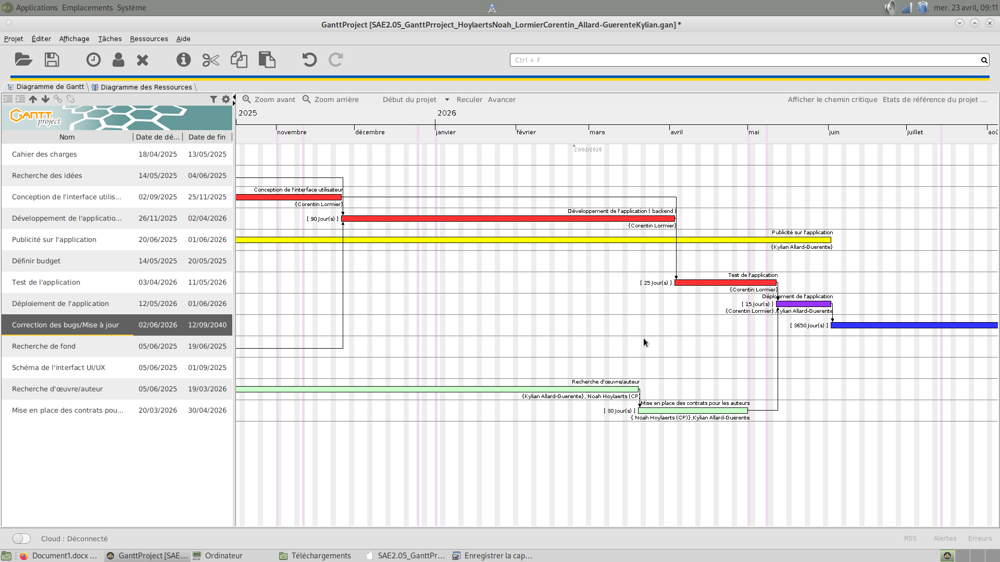 Applications Emplacements Système
mer. 23 avril, 09:11
GanttProject [SAE2.05_GanttPrroject_HoylaertsNoah_LormierCorentin_Allard-GuerenteKylian.gan] *
Projet Éditer Affichage Tâches Ressources Aide
Ctrl + F
Diagramme de Gantt Diagramme des Ressources
Zoom avant Zoom arrière Début du projet Reculer Avancer Afficher le chemin critique Etats de référence du projet ...
GANTT project
2025 2026
Nom Date de dé... Date de fin
novembre décembre janvier février mars avril mai juin juillet aoû
23/02/2026
Cahier des charges 18/04/2025 13/05/2025
Recherche des idées 14/05/2025 04/06/2025
Conception de l'interface utilisateur
Conception de l'interface utilis... 02/09/2025 25/11/2025
{Corentin Lormier}
Développement de l'application ( backend )
Développement de l'applicatio... 26/11/2025 02/04/2026
[ 90 Jour(s) ]
{Corentin Lormier}
Publicité sur l'application
Publicité sur l'application 20/06/2025 01/06/2026
{Kylian Allard-Guerente}
Définir budget 14/05/2025 20/05/2025
Test de l'application
Test de l'application 03/04/2026 11/05/2026
[ 25 Jour(s) ]
{Corentin Lormier}
Déploiement de l'application
Déploiement de l'application 12/05/2026 01/06/2026
[ 15 Jour(s) ]
{Corentin Lormier},Kylian Allard-Guerente
Correction des bugs/Mise à jour 02/06/2026 12/09/2040
[ 3650 Jour(s) ]
Recherche de fond 05/06/2025 19/06/2025
Schéma de l'interfact UI/UX 05/06/2025 01/09/2025
Recherche d'œuvre/auteur
Recherche d'œuvre/auteur 05/06/2025 19/03/2026
{Kylian Allard-Guerente}, Noah Hoylaerts (CP)
Mise en place des contrats pour les auteurs
Mise en place des contrats pou... 20/03/2026 30/04/2026
[ 30 Jour(s) ]
{ Noah Hoylaerts (CP)},Kylian Allard-Guerente
Cloud : Déconnecté
RSS Alertes Erreurs
Document1.docx ... GanttProject [SAE... Ordinateur Téléchargements SAE2.05_GanttPr... Enregistrer la cap...